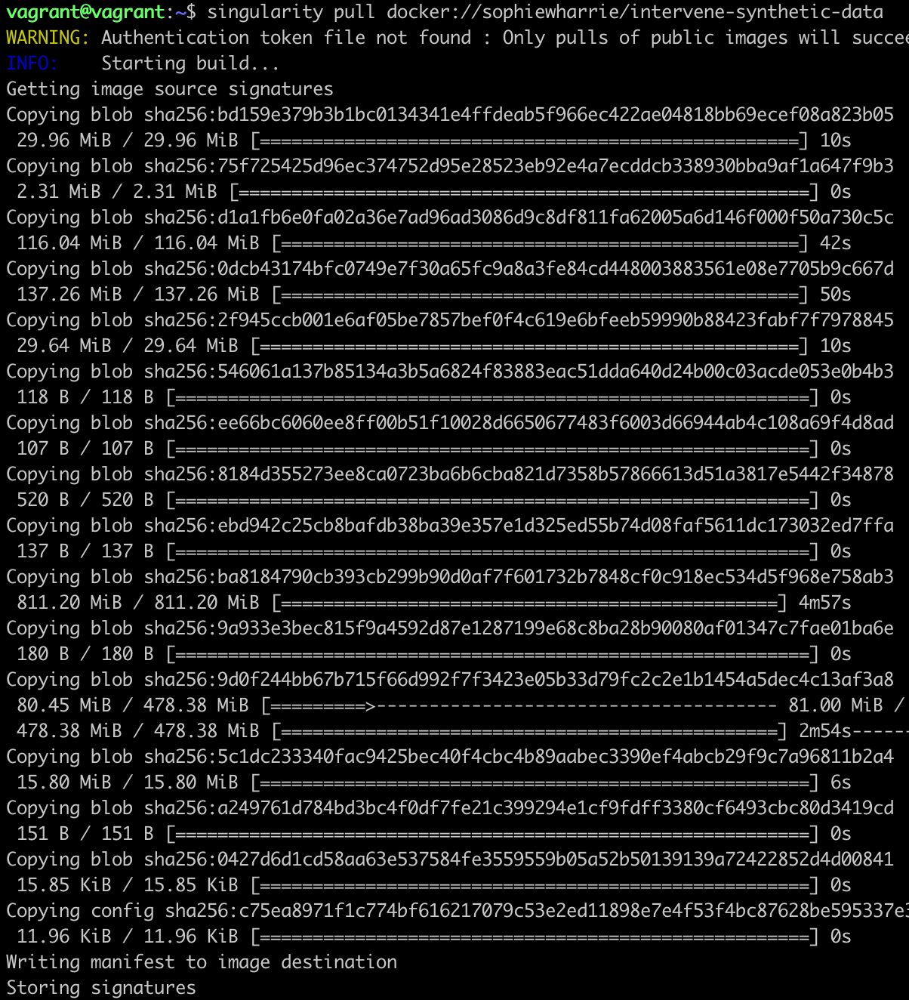 vagrant@vagrant:~$ singularity pull docker://sophiewharrie/intervene-synthetic-data
WARNING: Authentication token file not found : Only pulls of public images will succe
INFO:    Starting build...
Getting image source signatures
Copying blob sha256:bd159e379b3b1bc0134341e4ffdeab5f966ec422ae04818bb69ecef08a823b05
 29.96 MiB / 29.96 MiB [===================================================] 10s
Copying blob sha256:75f725425d96ec374752d95e28523eb92e4a7ecddcb338930bba9af1a647f9b3
 2.31 MiB / 2.31 MiB [======================================================] 0s
Copying blob sha256:d1a1fb6e0fa02a36e7ad96ad3086d9c8df811fa62005a6d146f000f50a730c5c
 116.04 MiB / 116.04 MiB [=================================================] 42s
Copying blob sha256:0dcb43174bfc0749e7f30a65fc9a8a3fe84cd448003883561e08e7705b9c667d
 137.26 MiB / 137.26 MiB [=================================================] 50s
Copying blob sha256:2f945ccb001e6af05be7857bef0f4c619e6bfeeb59990b88423fabf7f7978845
 29.64 MiB / 29.64 MiB [===================================================] 10s
Copying blob sha256:546061a137b85134a3b5a6824f83883eac51dda640d24b00c03acde053e0b4b3
 118 B / 118 B [============================================================] 0s
Copying blob sha256:ee66bc6060ee8ff00b51f10028d6650677483f6003d66944ab4c108a69f4d8ad
 107 B / 107 B [============================================================] 0s
Copying blob sha256:8184d355273ee8ca0723ba6b6cba821d7358b57866613d51a3817e5442f34878
 520 B / 520 B [============================================================] 0s
Copying blob sha256:ebd942c25cb8bafdb38ba39e357e1d325ed55b74d08faf5611dc173032ed7ffa
 137 B / 137 B [============================================================] 0s
Copying blob sha256:ba8184790cb393cb299b90d0af7f601732b7848cf0c918ec534d5f968e758ab3
 811.20 MiB / 811.20 MiB [===============================================] 4m57s
Copying blob sha256:9a933e3bec815f9a4592d87e1287199e68c8ba28b90080af01347c7fae01ba6e
 180 B / 180 B [============================================================] 0s
Copying blob sha256:9d0f244bb67b715f66d992f7f3423e05b33d79fc2c2e1b1454a5dec4c13af3a8
 80.45 MiB / 478.38 MiB [=========>-------------------------------------- 81.00 MiB /
 478.38 MiB / 478.38 MiB [===============================================] 2m54s------
Copying blob sha256:5c1dc233340fac9425bec40f4cbc4b89aabec3390ef4abcb29f9c7a96811b2a4
 15.80 MiB / 15.80 MiB [====================================================] 6s
Copying blob sha256:a249761d784bd3bc4f0df7fe21c399294e1cf9fdff3380cf6493cbc80d3419cd
 151 B / 151 B [============================================================] 0s
Copying blob sha256:0427d6d1cd58aa63e537584fe3559559b05a52b50139139a72422852d4d00841
 15.85 KiB / 15.85 KiB [====================================================] 0s
Copying config sha256:c75ea8971f1c774bf616217079c53e2ed11898e7e4f53f4bc87628be595337e3
 11.96 KiB / 11.96 KiB [====================================================] 0s
Writing manifest to image destination
Storing signatures